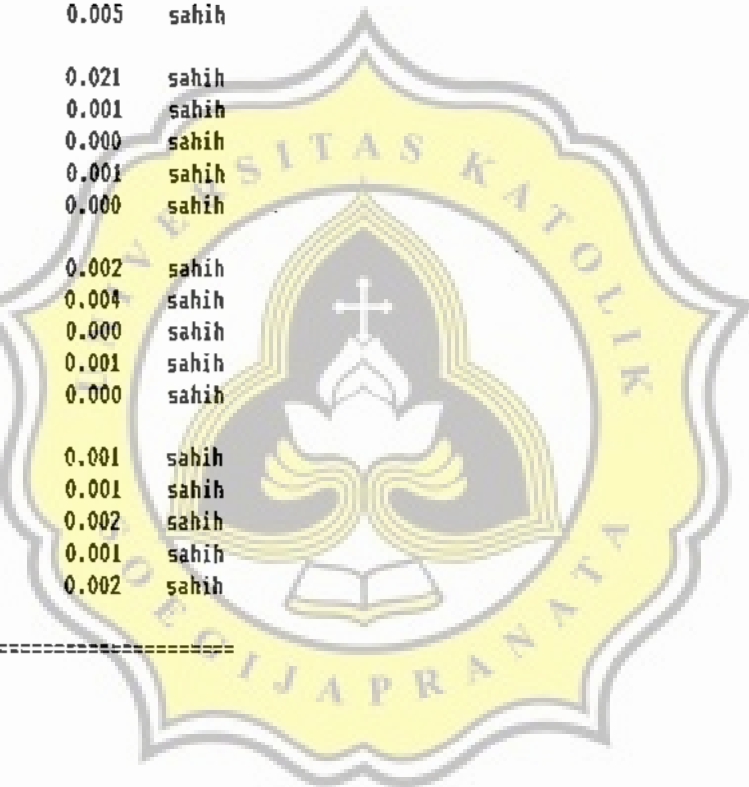 0.005 sahih
0.021 sahih
0.001 sahih
0.000 sahih
0.001 sahih
0.000 sahih
0.002 sahih
0.004 sahih
0.000 sahih
0.001 sahih
0.000 sahih
0.001 sahih
0.001 sahih
0.002 sahih
0.001 sahih
0.002 sahih
======================
UNIVERSITAS KATOLIK
SOEGIJAPRANATA